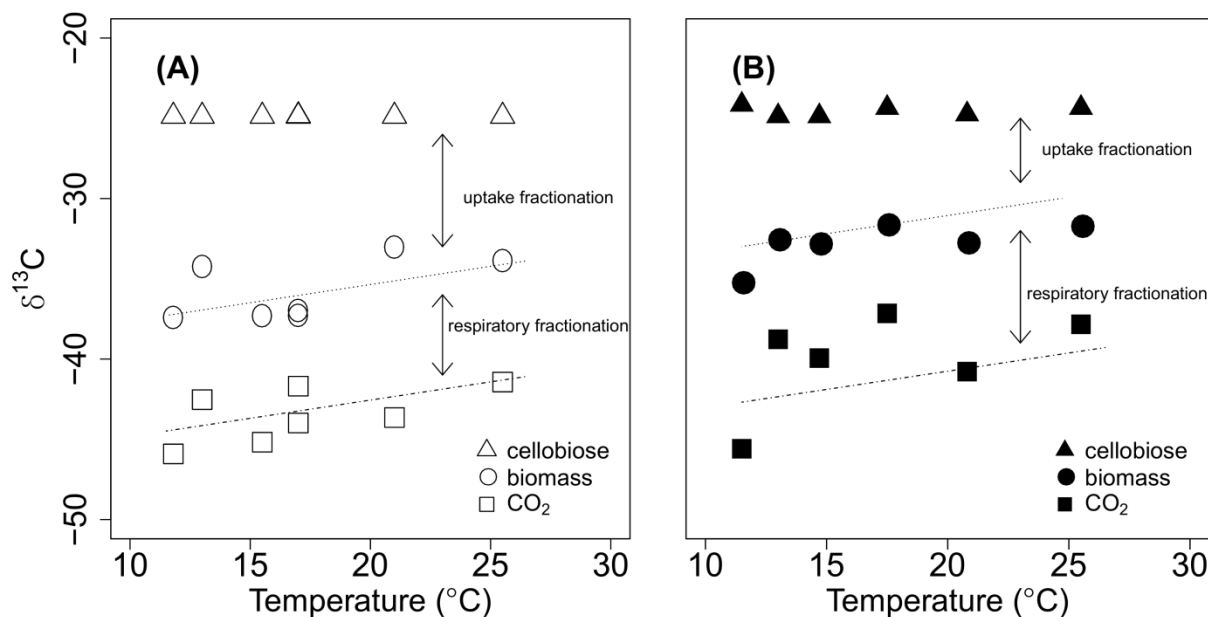 (A)
−20
−30
−40
−50
δ¹³C
uptake fractionation
respiratory fractionation
cellobiose
biomass
CO₂
10 15 20 25 30
Temperature (°C)
(B)
uptake fractionation
respiratory fractionation
cellobiose
biomass
CO₂
10 15 20 25 30
Temperature (°C)